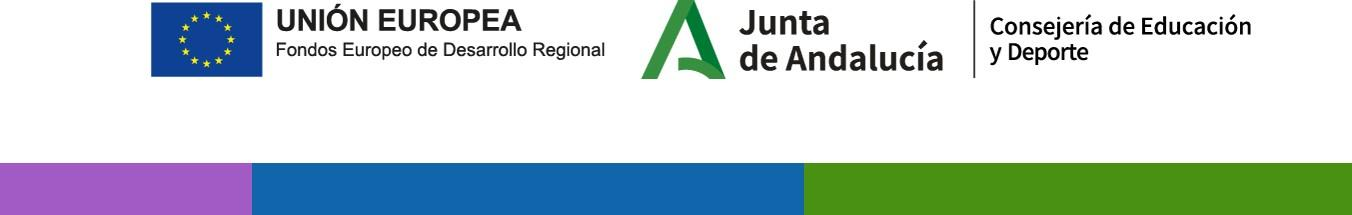 UNIÓN EUROPEA
Fondos Europeo de Desarrollo Regional
Junta
de Andalucía
Consejería de Educación
y Deporte